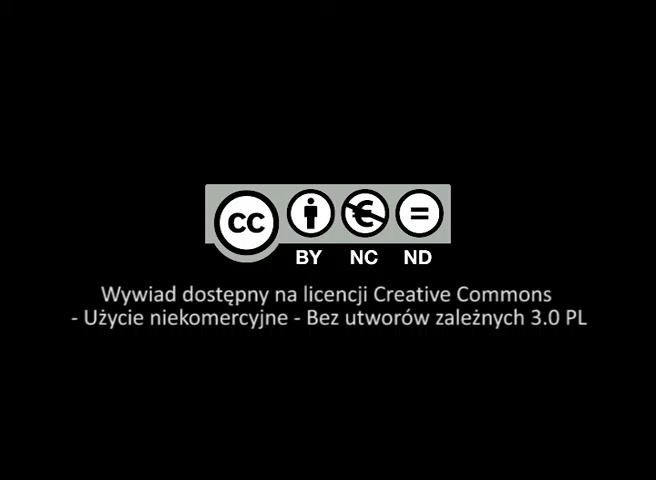 cc
BY NC ND
Wywiad dostępny na licencji Creative Commons
- Użycie niekomercyjne - Bez utworów zależnych 3.0 PL